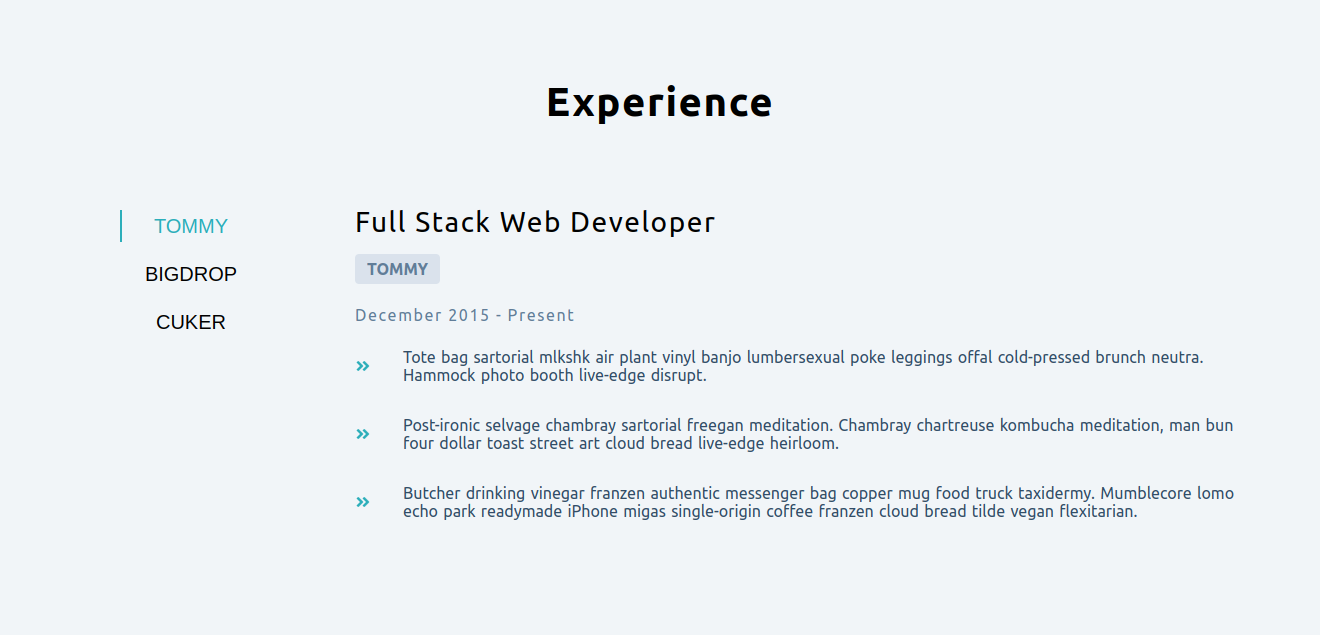 Experience
TOMMY
BIGDROP
CUKER
Full Stack Web Developer
TOMMY
December 2015 - Present
Tote bag sartorial mlkshk air plant vinyl banjo lumbersexual poke leggings offal cold-pressed brunch neutra.
Hammock photo booth live-edge disrupt.
Post-ironic selvage chambray sartorial freegan meditation. Chambray chartreuse kombucha meditation, man bun
four dollar toast street art cloud bread live-edge heirloom.
Butcher drinking vinegar franzen authentic messenger bag copper mug food truck taxidermy. Mumblecore lomo
echo park readymade iPhone migas single-origin coffee franzen cloud bread tilde vegan flexitarian.